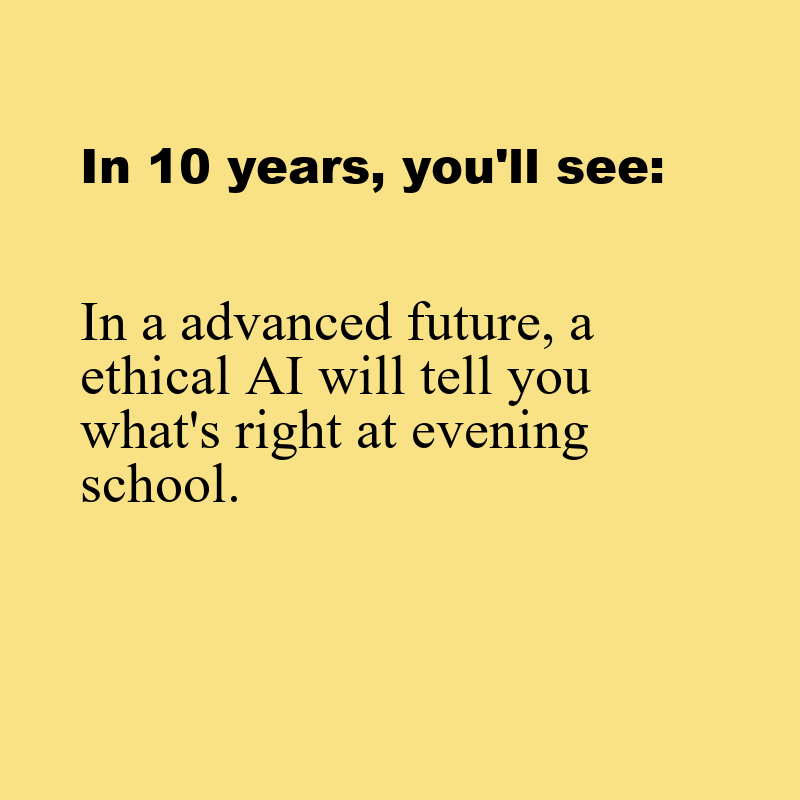 In 10 years, you'll see:
In a advanced future, a
ethical AI will tell you
what's right at evening
school.